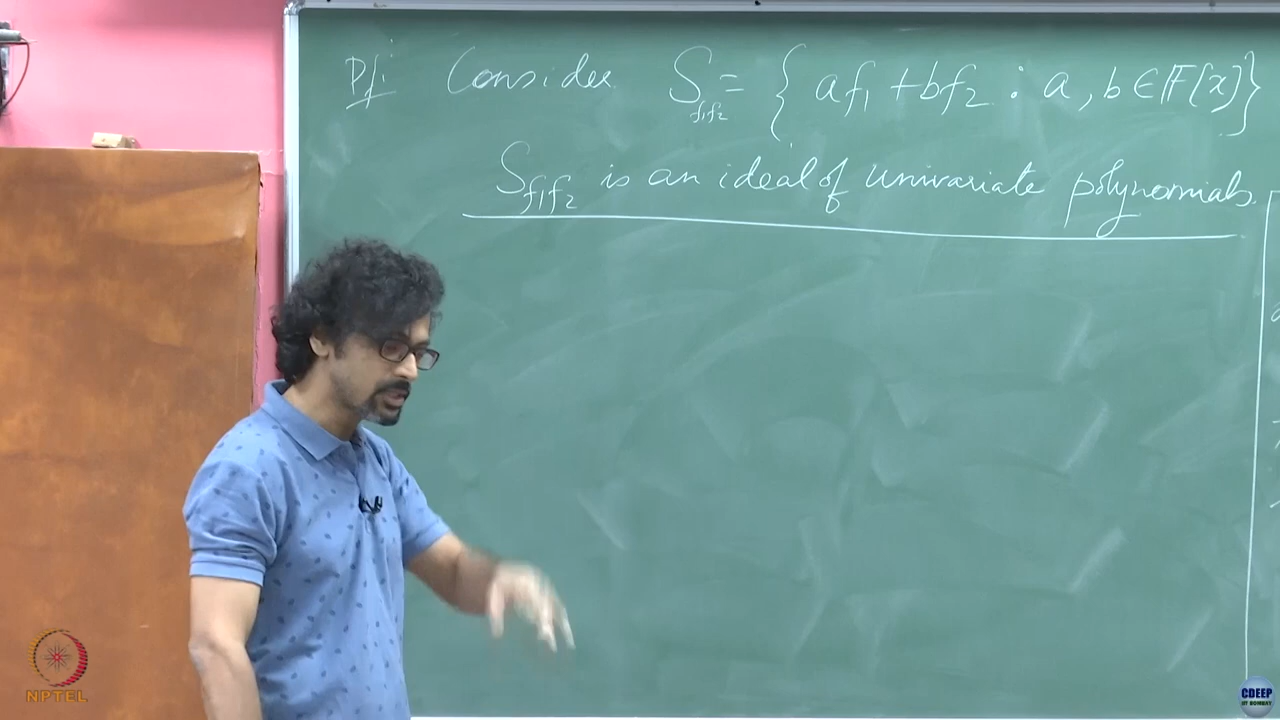 Pf: Consider S_{f1f2} = { af1 + bf2 : a, b ∈ F[x] }
S_{f1f2} is an ideal of univariate polynomials.
NPTEL
CDEEP
IIT BOMBAY